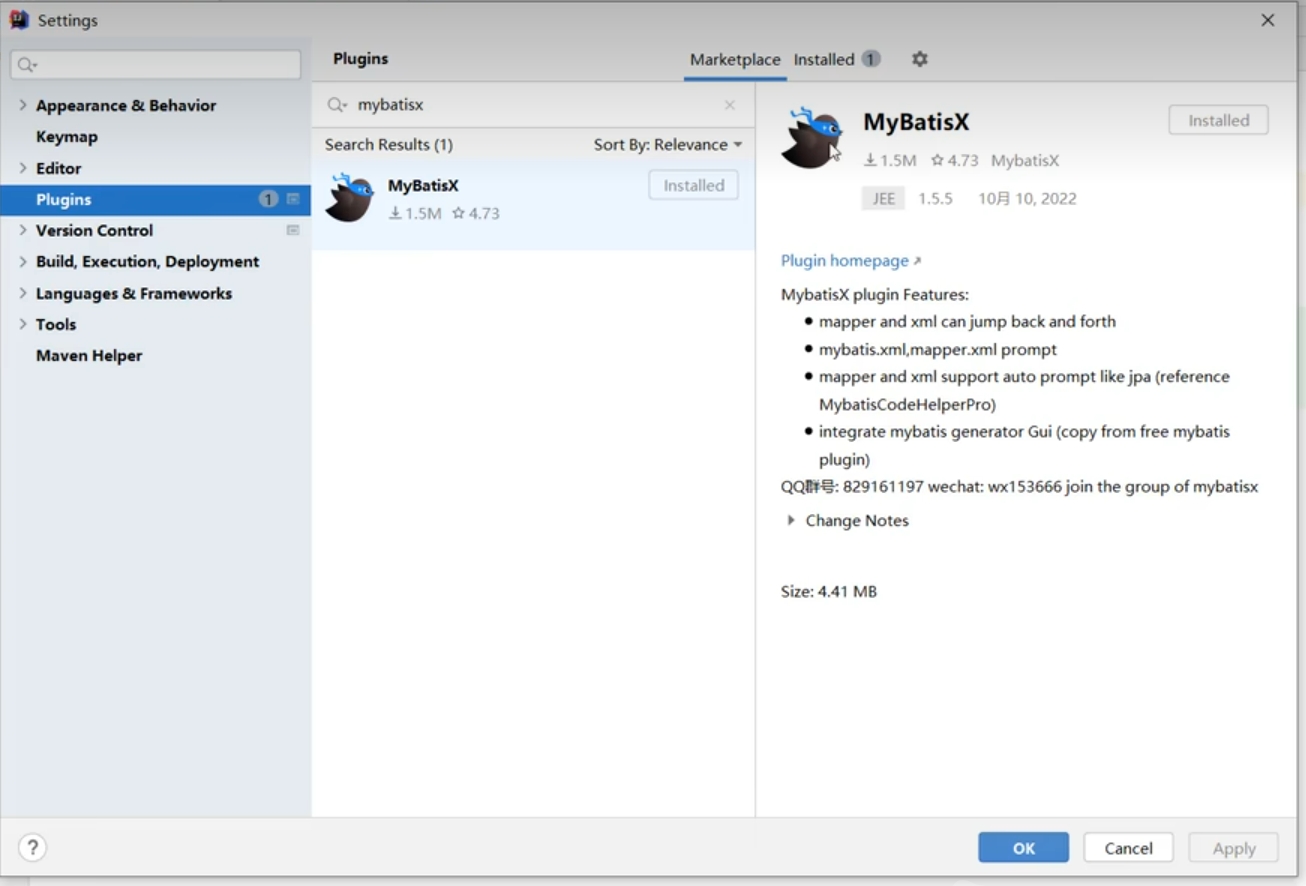 Settings
Plugins
Marketplace
Installed 1
Appearance & Behavior
Keymap
Editor
Plugins 1
Version Control
Build, Execution, Deployment
Languages & Frameworks
Tools
Maven Helper
mybatisx
Search Results (1)
Sort By: Relevance
MyBatisX
Installed
1.5M 4.73
MyBatisX
Installed
1.5M 4.73 MybatisX
JEE 1.5.5 10月 10, 2022
Plugin homepage
MybatisX plugin Features:
mapper and xml can jump back and forth
mybatis.xml,mapper.xml prompt
mapper and xml support auto prompt like jpa (reference
MybatisCodeHelperPro)
integrate mybatis generator Gui (copy from free mybatis
plugin)
QQ群号: 829161197 wechat: wx153666 join the group of mybatisx
Change Notes
Size: 4.41 MB
?
OK
Cancel
Apply